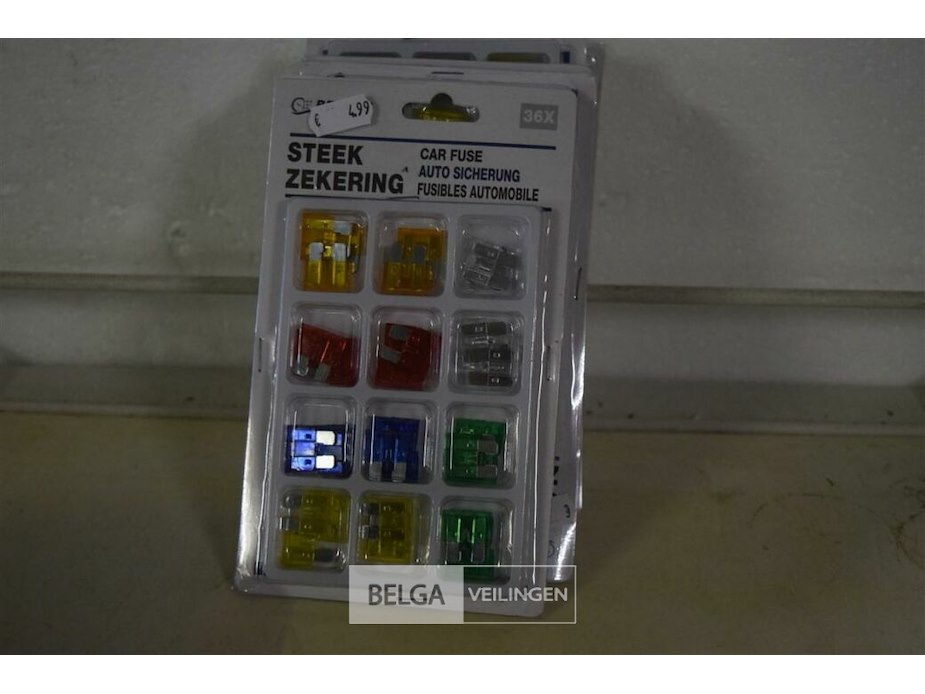 € 4,99
36X
STEEK
ZEKERING
CAR FUSE
AUTO SICHERUNG
FUSIBLES AUTOMOBILE
BELGA VEILINGEN